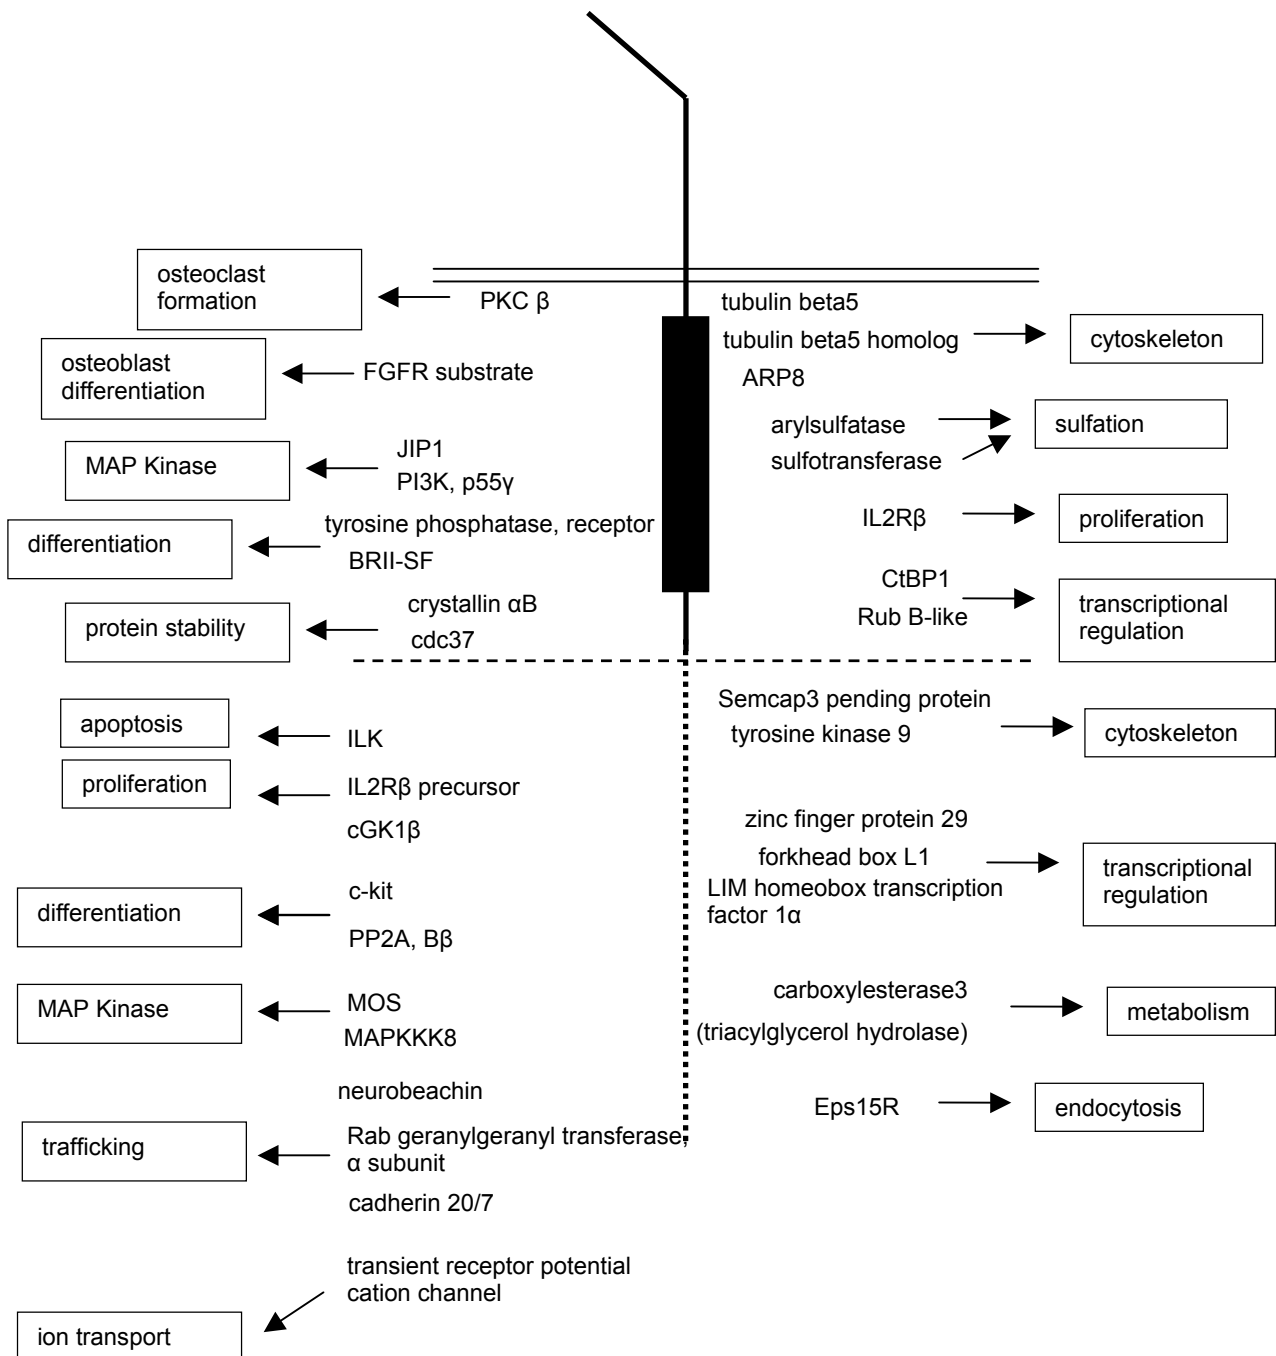 osteoclast
formation
PKC β
osteoblast
differentiation
FGFR substrate
MAP Kinase
JIP1
PI3K, p55γ
differentiation
tyrosine phosphatase, receptor
BRII-SF
protein stability
crystallin αB
cdc37
tubulin beta5
tubulin beta5 homolog
ARP8
cytoskeleton
arylsulfatase
sulfotransferase
sulfation
IL2Rβ
proliferation
CtBP1
Rub B-like
transcriptional
regulation
apoptosis
ILK
proliferation
IL2Rβ precursor
cGK1β
differentiation
c-kit
PP2A, Bβ
MAP Kinase
MOS
MAPKKK8
neurobeachin
trafficking
Rab geranylgeranyl transferase,
α subunit
cadherin 20/7
transient receptor potential
cation channel
ion transport
Semcap3 pending protein
tyrosine kinase 9
cytoskeleton
zinc finger protein 29
forkhead box L1
LIM homeobox transcription
factor 1α
transcriptional
regulation
carboxylesterase3
(triacylglycerol hydrolase)
metabolism
Eps15R
endocytosis